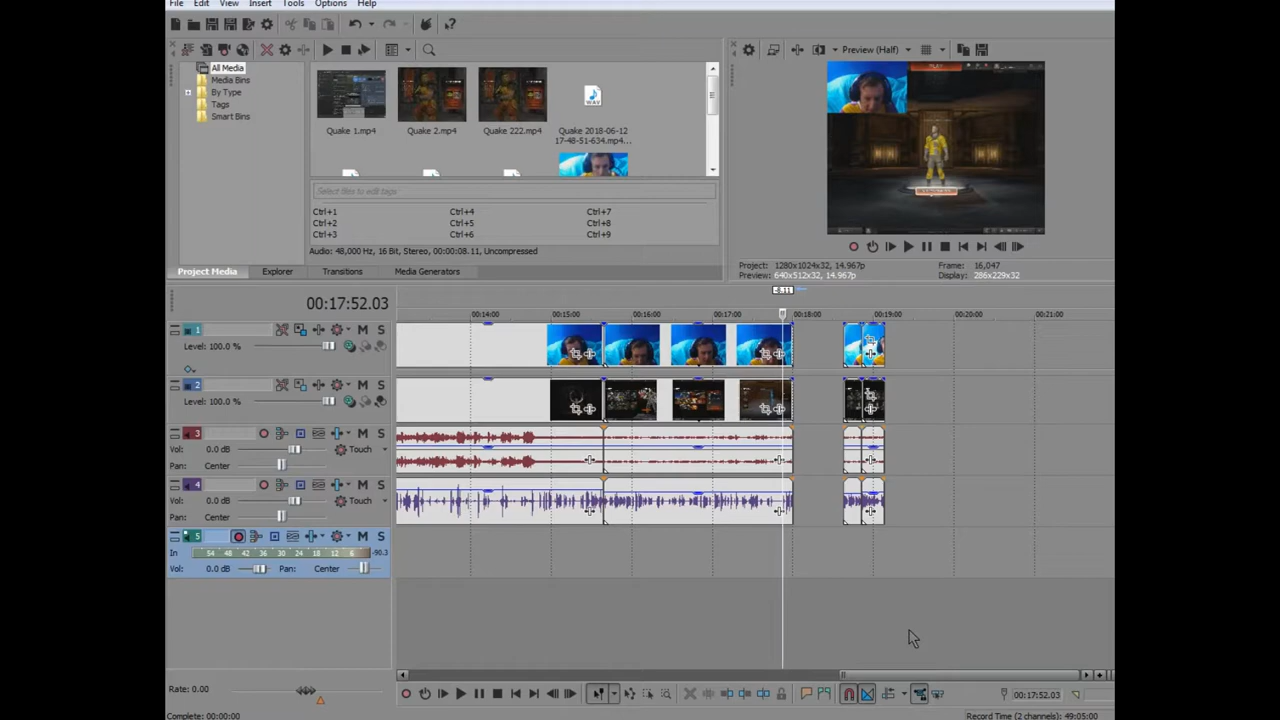 File Edit View Insert Tools Options Help
Preview (Half)
All Media
Media Bins
By Type
Tags
Smart Bins
WAV
Quake 1.mp4 Quake 2.mp4 Quake 222.mp4 Quake 2018-06-12
17-48-51-634.mp4...
PLAY
Select files to edit tags
Ctrl+1 Ctrl+4 Ctrl+7
Ctrl+2 Ctrl+5 Ctrl+8
Ctrl+3 Ctrl+6 Ctrl+9
Audio: 48,000 Hz, 16 Bit, Stereo, 00:00:08.11, Uncompressed
Project Media Explorer Transitions Media Generators
Project: 1280x1024x32, 14.967p Frame: 16,047
Preview: 640x512x32, 14.967p Display: 286x229x32
00:17:52.03
-8.11
00:14:00 00:15:00 00:16:00 00:17:00 00:18:00 00:19:00 00:20:00 00:21:00
1 M S
Level: 100.0 %
2 M S
Level: 100.0 %
3 M S
Vol: 0.0 dB Touch
Pan: Center
4 M S
Vol: 0.0 dB Touch
Pan: Center
5 M S
In 54 48 42 36 30 24 18 12 6 -90.3
Vol: 0.0 dB Pan: Center
Rate: 0.00
00:17:52.03
Complete: 00:00:00 Record Time (2 channels): 49:05:00